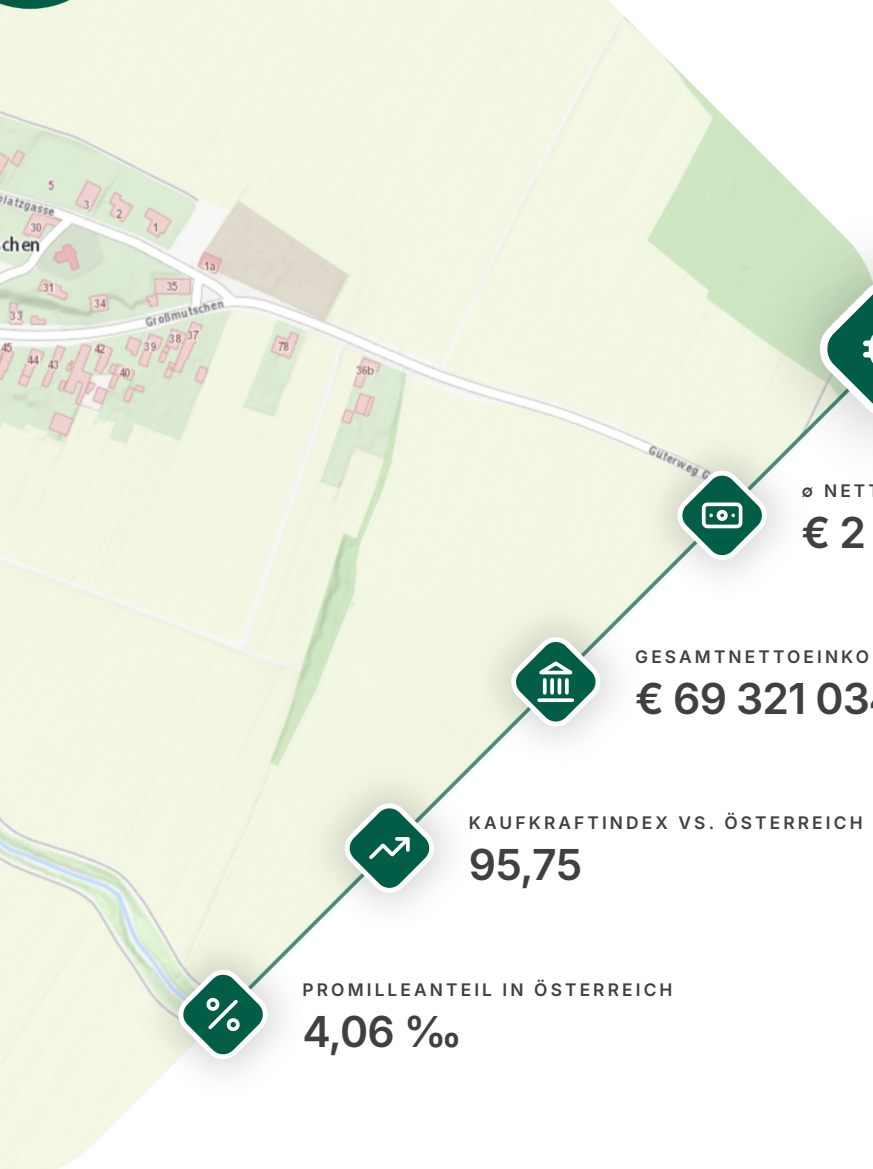 5
3
2
1
platzgasse
30
chen
1a
31
34
35
33
Großmutschen
45
44
43
42
40
39
38
37
78
36b
Güterweg G
ø NETT
€ 2
GESAMTNETTOEINKO
€ 69 321 034
KAUFKRAFTINDEX VS. ÖSTERREICH
95,75
PROMILLEANTEIL IN ÖSTERREICH
4,06 ‰